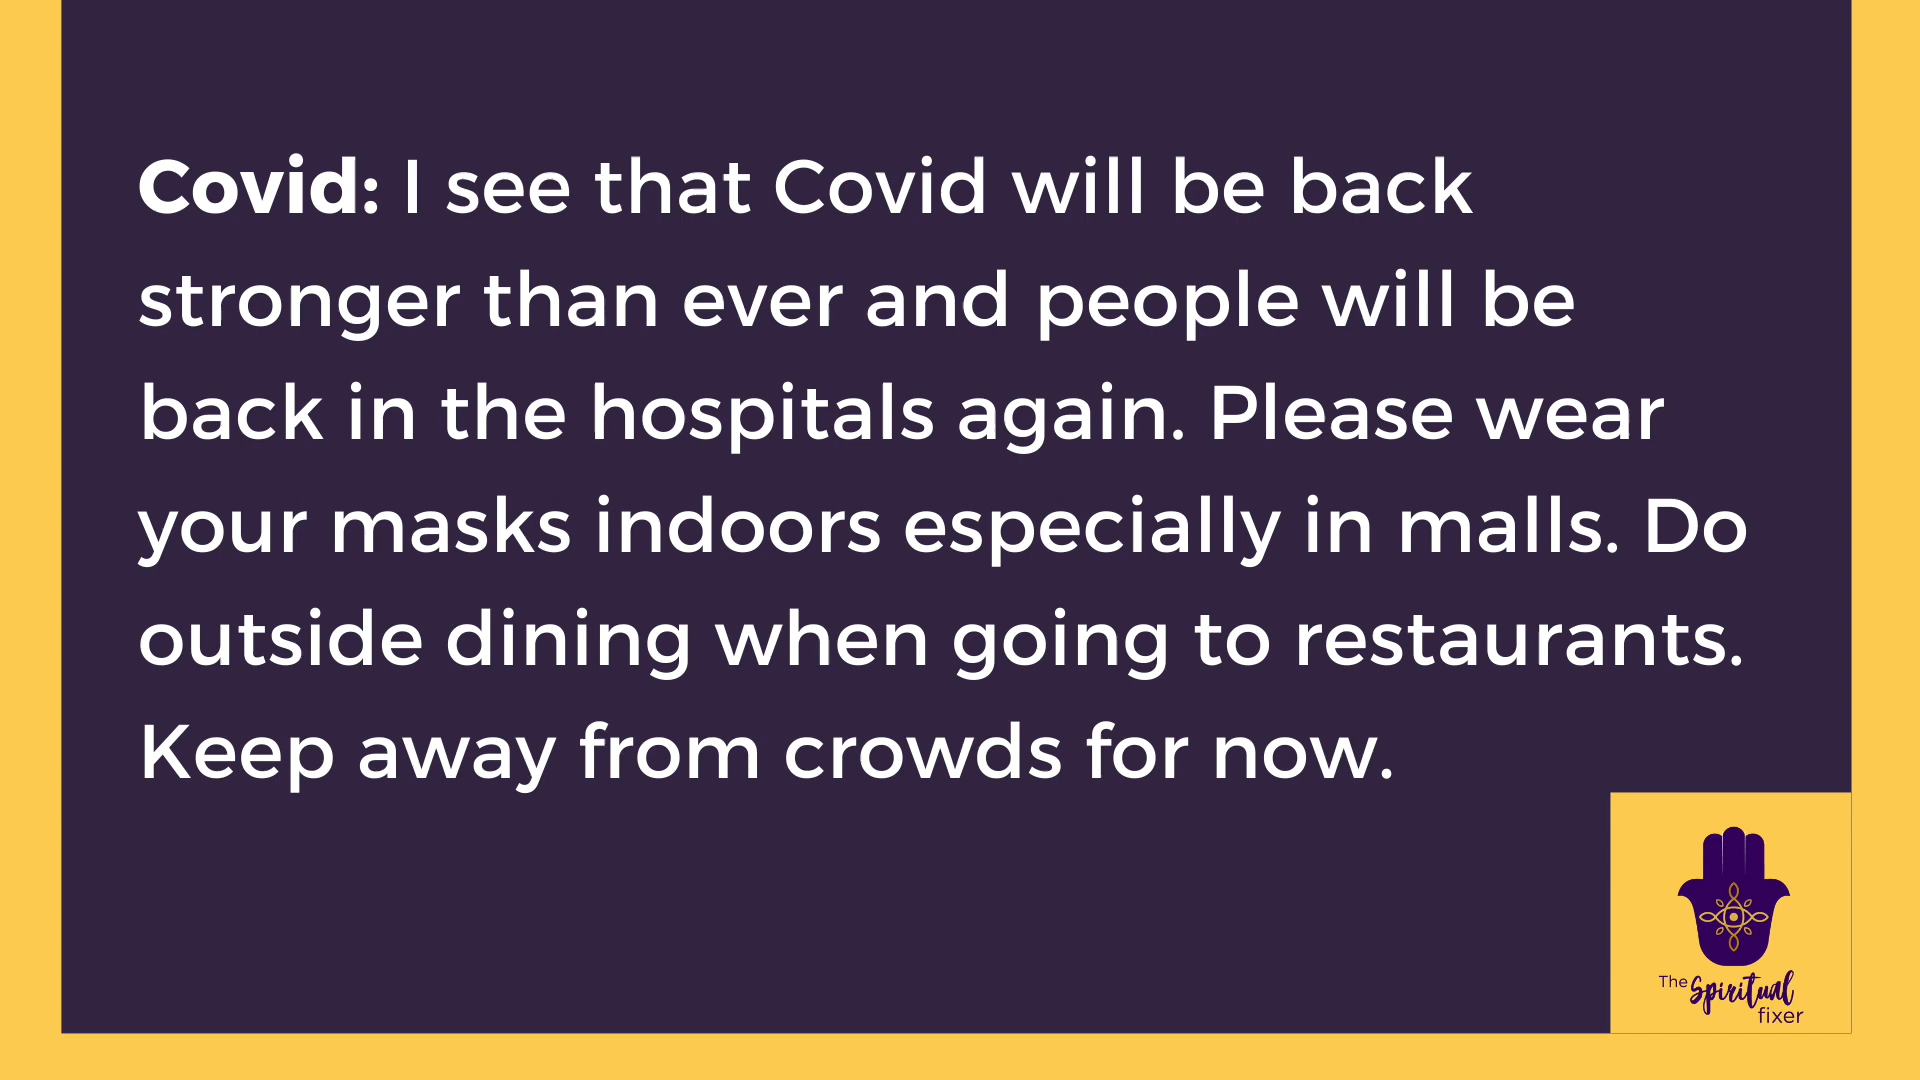 Covid: I see that Covid will be back
stronger than ever and people will be
back in the hospitals again. Please wear
your masks indoors especially in malls. Do
outside dining when going to restaurants.
Keep away from crowds for now.
The Spiritual
fixer